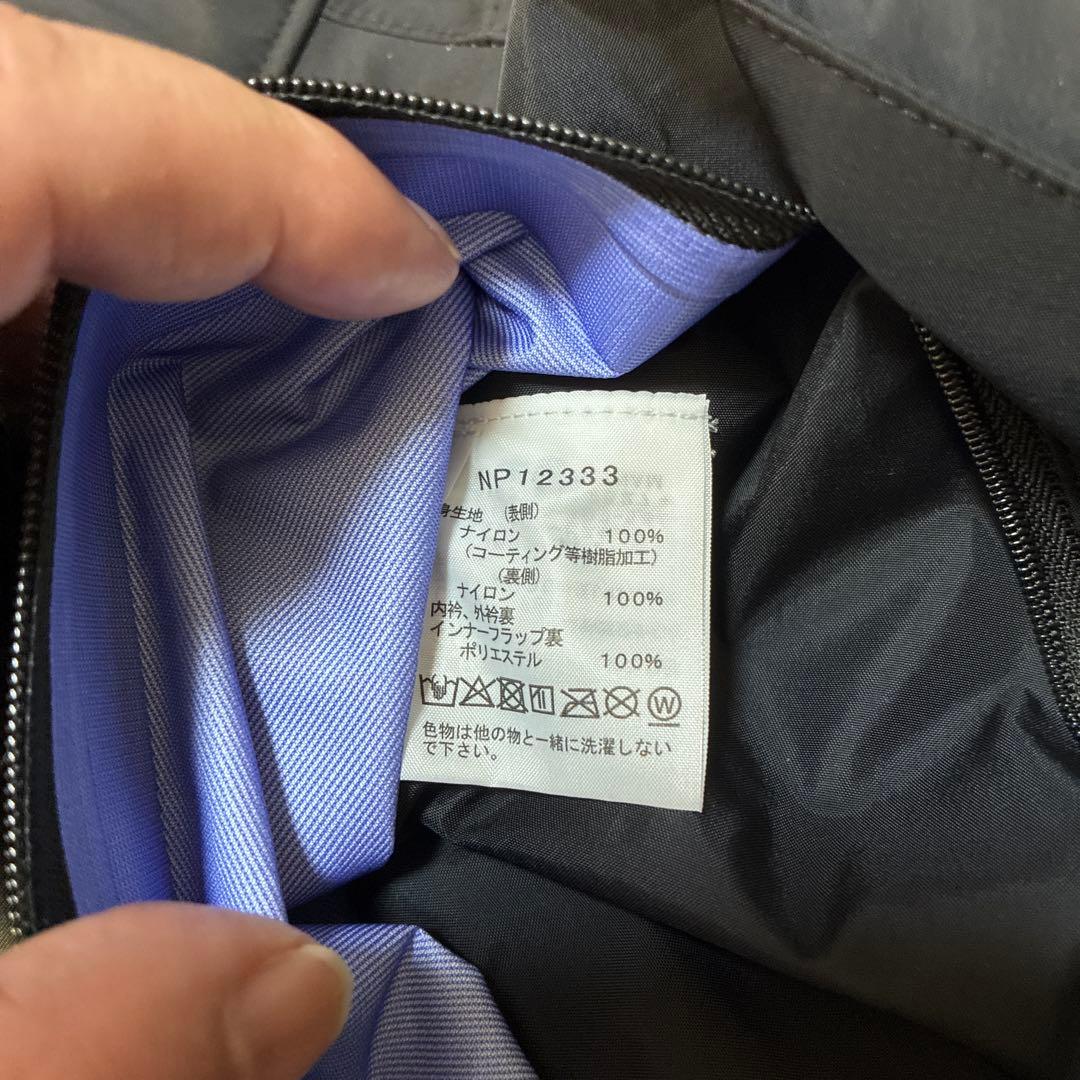 NP12333
身生地 (表側)
ナイロン 100%
(コーティング等樹脂加工)
(裏側)
ナイロン 100%
内衿、外衿裏
インナーフラップ裏
ポリエステル 100%
W
色物は他の物と一緒に洗濯しない
で下さい。